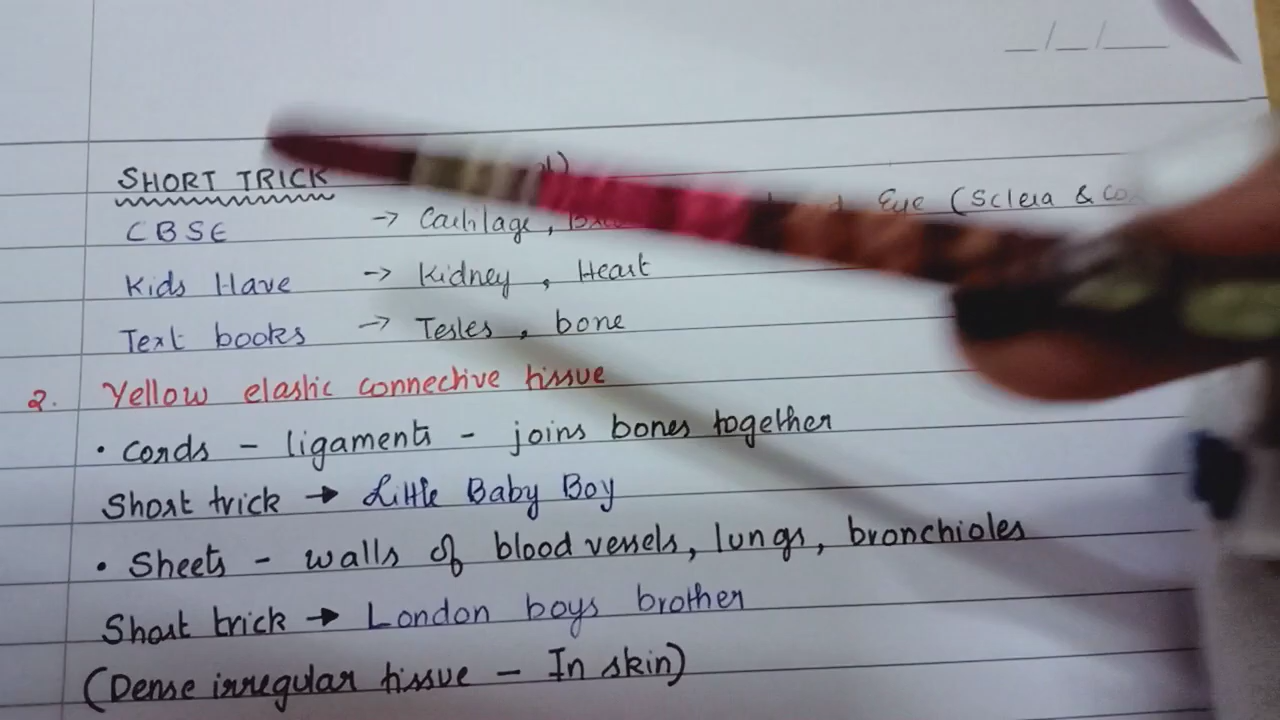 __/__/___
SHORT TRICK
CBSE → Cartilage, Eye (Sclera &
Kids Have → Kidney, Heart
Text books → Testes, bone
2. Yellow elastic connective tissue
• Cords - ligaments - joins bones together
Short trick → Little Baby Boy
• Sheets - walls of blood vessels, lungs, bronchioles
Short trick → London boys brother
(Dense irregular tissue - In skin)